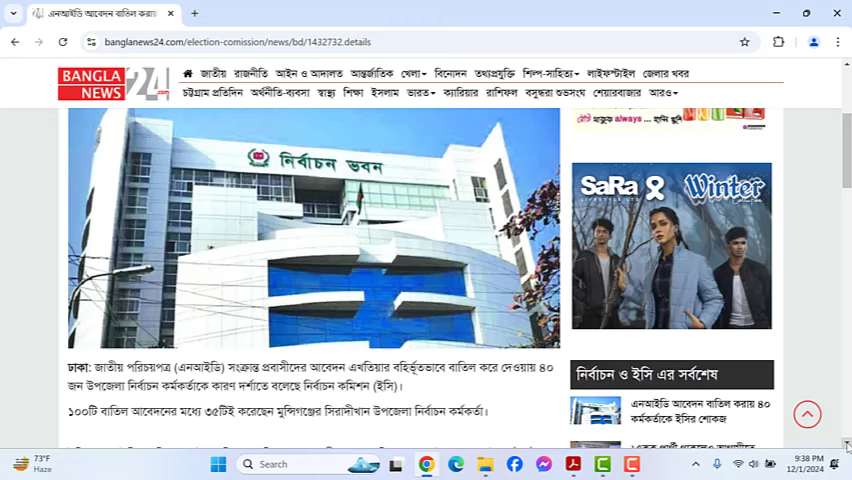 এনআইডি আবেদন বাতিল করায়
banglanews24.com/election-comission/news/bd/1432732.details
BANGLA NEWS 24 .com
জাতীয় রাজনীতি আইন ও আদালত আন্তর্জাতিক খেলা বিনোদন তথ্যপ্রযুক্তি শিল্প-সাহিত্য লাইফস্টাইল জেলার খবর
চট্টগ্রাম প্রতিদিন অর্থনীতি-ব্যবসা স্বাস্থ্য শিক্ষা ইসলাম ভারত ক্যারিয়ার রাশিফল বসুন্ধরা শুভসংঘ শেয়ারবাজার আরও
always
নির্বাচন ভবন
SaRa
LIFESTYLE LTD
Winter
Collection
ঢাকা: জাতীয় পরিচয়পত্র (এনআইডি) সংক্রান্ত প্রবাসীদের আবেদন এখতিয়ার বহির্ভূতভাবে বাতিল করে দেওয়ায় ৪০
জন উপজেলা নির্বাচন কর্মকর্তাকে কারণ দর্শাতে বলেছে নির্বাচন কমিশন (ইসি)।
১০০টি বাতিল আবেদনের মধ্যে ৩৫টিই করেছেন মুন্সিগঞ্জের সিরাদীখান উপজেলা নির্বাচন কর্মকর্তা।
নির্বাচন ও ইসি এর সর্বশেষ
এনআইডি আবেদন বাতিল করায় ৪০
কর্মকর্তাকে ইসির শোকজ
73°F
Haze
Search
9:38 PM
12/1/2024